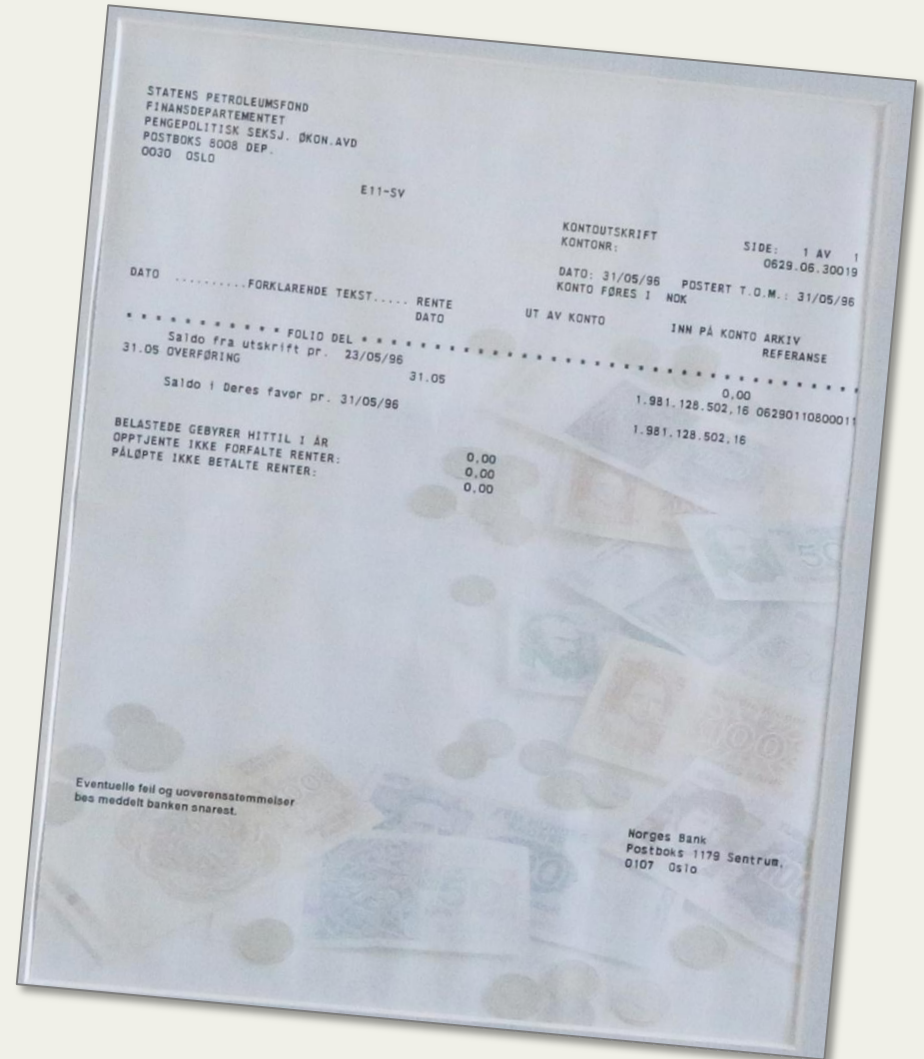 STATENS PETROLEUMSFOND
FINANSDEPARTEMENTET
PENGEPOLITISK SEKSJ. ØKON.AVD
POSTBOKS 8008 DEP.
0030 OSLO
E11-SV
KONTOUTSKRIFT SIDE: 1 AV 1
KONTONR: 0629.06.30019
DATO: 31/05/96 POSTERT T.O.M.: 31/05/96
KONTO FØRES I NOK
DATO ..........FORKLARENDE TEKST..... RENTE UT AV KONTO INN PÅ KONTO ARKIV
DATO REFERANSE
* * * * * * * * * * * FOLIO DEL * * * * * * * * * * * * * * * * * * * * * * * * * * * * * * * * *
Saldo fra utskrift pr. 23/05/96 0,00
31.05 OVERFØRING 31.05 1.981.128.502,16 06290110800011
Saldo i Deres favør pr. 31/05/96 1.981.128.502,16
BELASTEDE GEBYRER HITTIL I ÅR 0,00
OPPTJENTE IKKE FORFALTE RENTER: 0,00
PÅLØPTE IKKE BETALTE RENTER: 0,00
50
100
Eventuelle feil og uoverensstemmelser
bes meddelt banken snarest.
Norges Bank
Postboks 1179 Sentrum,
0107 Oslo
50